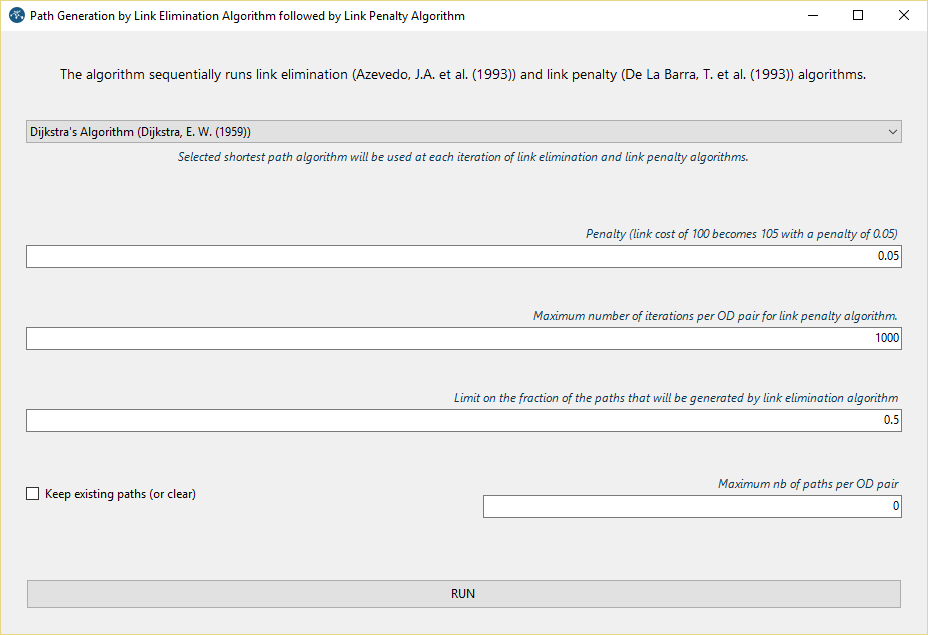 Path Generation by Link Elimination Algorithm followed by Link Penalty Algorithm
The algorithm sequentially runs link elimination (Azevedo, J.A. et al. (1993)) and link penalty (De La Barra, T. et al. (1993)) algorithms.
Dijkstra's Algorithm (Dijkstra, E. W. (1959))
Selected shortest path algorithm will be used at each iteration of link elimination and link penalty algorithms.
Penalty (link cost of 100 becomes 105 with a penalty of 0.05)
0.05
Maximum number of iterations per OD pair for link penalty algorithm.
1000
Limit on the fraction of the paths that will be generated by link elimination algorithm
0.5
Keep existing paths (or clear)
Maximum nb of paths per OD pair
0
RUN